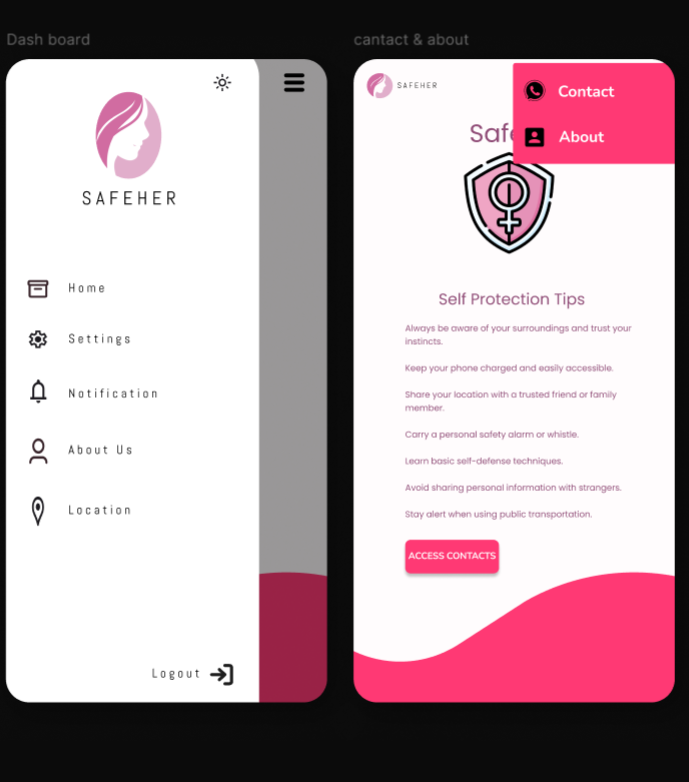 Dash board
SAFEHER
Home
Settings
Notification
About Us
Location
Logout
cantact & about
SAFEHER
Contact
About
Safe
Self Protection Tips
Always be aware of your surroundings and trust your
instincts.
Keep your phone charged and easily accessible.
Share your location with a trusted friend or family
member.
Carry a personal safety alarm or whistle.
Learn basic self-defense techniques.
Avoid sharing personal information with strangers.
Stay alert when using public transportation.
ACCESS CONTACTS